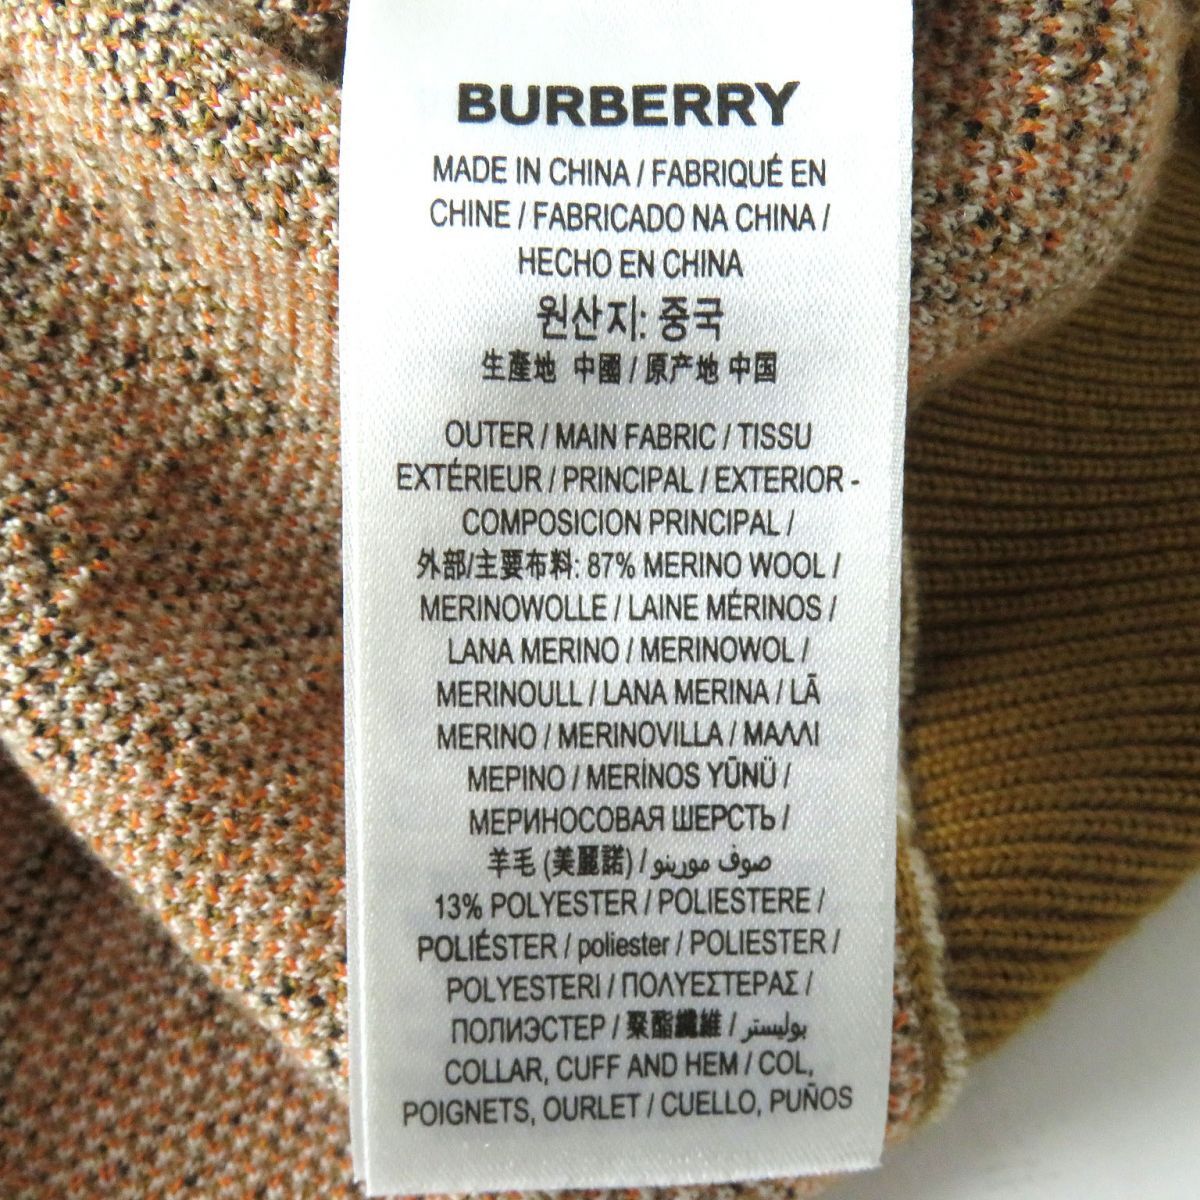 BURBERRY
MADE IN CHINA / FABRIQUÉ EN
CHINE / FABRICADO NA CHINA /
HECHO EN CHINA
원산지: 중국
生產地 中國 / 原产地 中国
OUTER / MAIN FABRIC / TISSU
EXTÉRIEUR / PRINCIPAL / EXTERIOR -
COMPOSICION PRINCIPAL /
外部/主要布料: 87% MERINO WOOL /
MERINOWOLLE / LAINE MÉRINOS /
LANA MERINO / MERINOWOL /
MERINOULL / LANA MERINA / LÃ
MERINO / MERINOVILLA / ΜΑΛΛΙ
ΜΕΡΙΝΟ / MERİNOS YŪNÜ /
МЕРИНОСОВАЯ ШЕРСТЬ /
羊毛 (美麗諾) / صوف مورينو
13% POLYESTER / POLIESTERE /
POLIÉSTER / poliester / POLIESTER /
POLYESTERI / ΠΟΛΥΕΣΤΕΡΑΣ /
ПОЛИЭСТЕР / 聚酯纖維 / بوليستر
COLLAR, CUFF AND HEM / COL,
POIGNETS, OURLET / CUELLO, PUÑOS